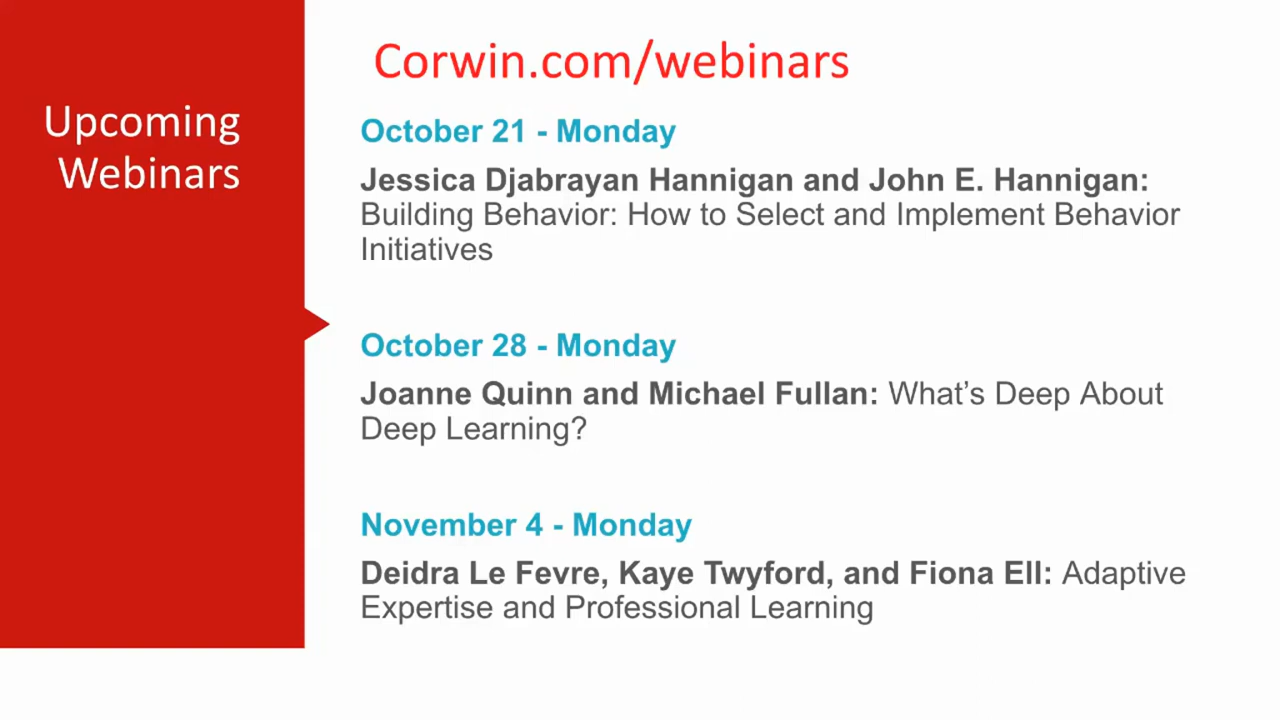 Upcoming
Webinars
Corwin.com/webinars
October 21 - Monday
Jessica Djabrayan Hannigan and John E. Hannigan:
Building Behavior: How to Select and Implement Behavior
Initiatives
October 28 - Monday
Joanne Quinn and Michael Fullan: What’s Deep About
Deep Learning?
November 4 - Monday
Deidra Le Fevre, Kaye Twyford, and Fiona Ell: Adaptive
Expertise and Professional Learning